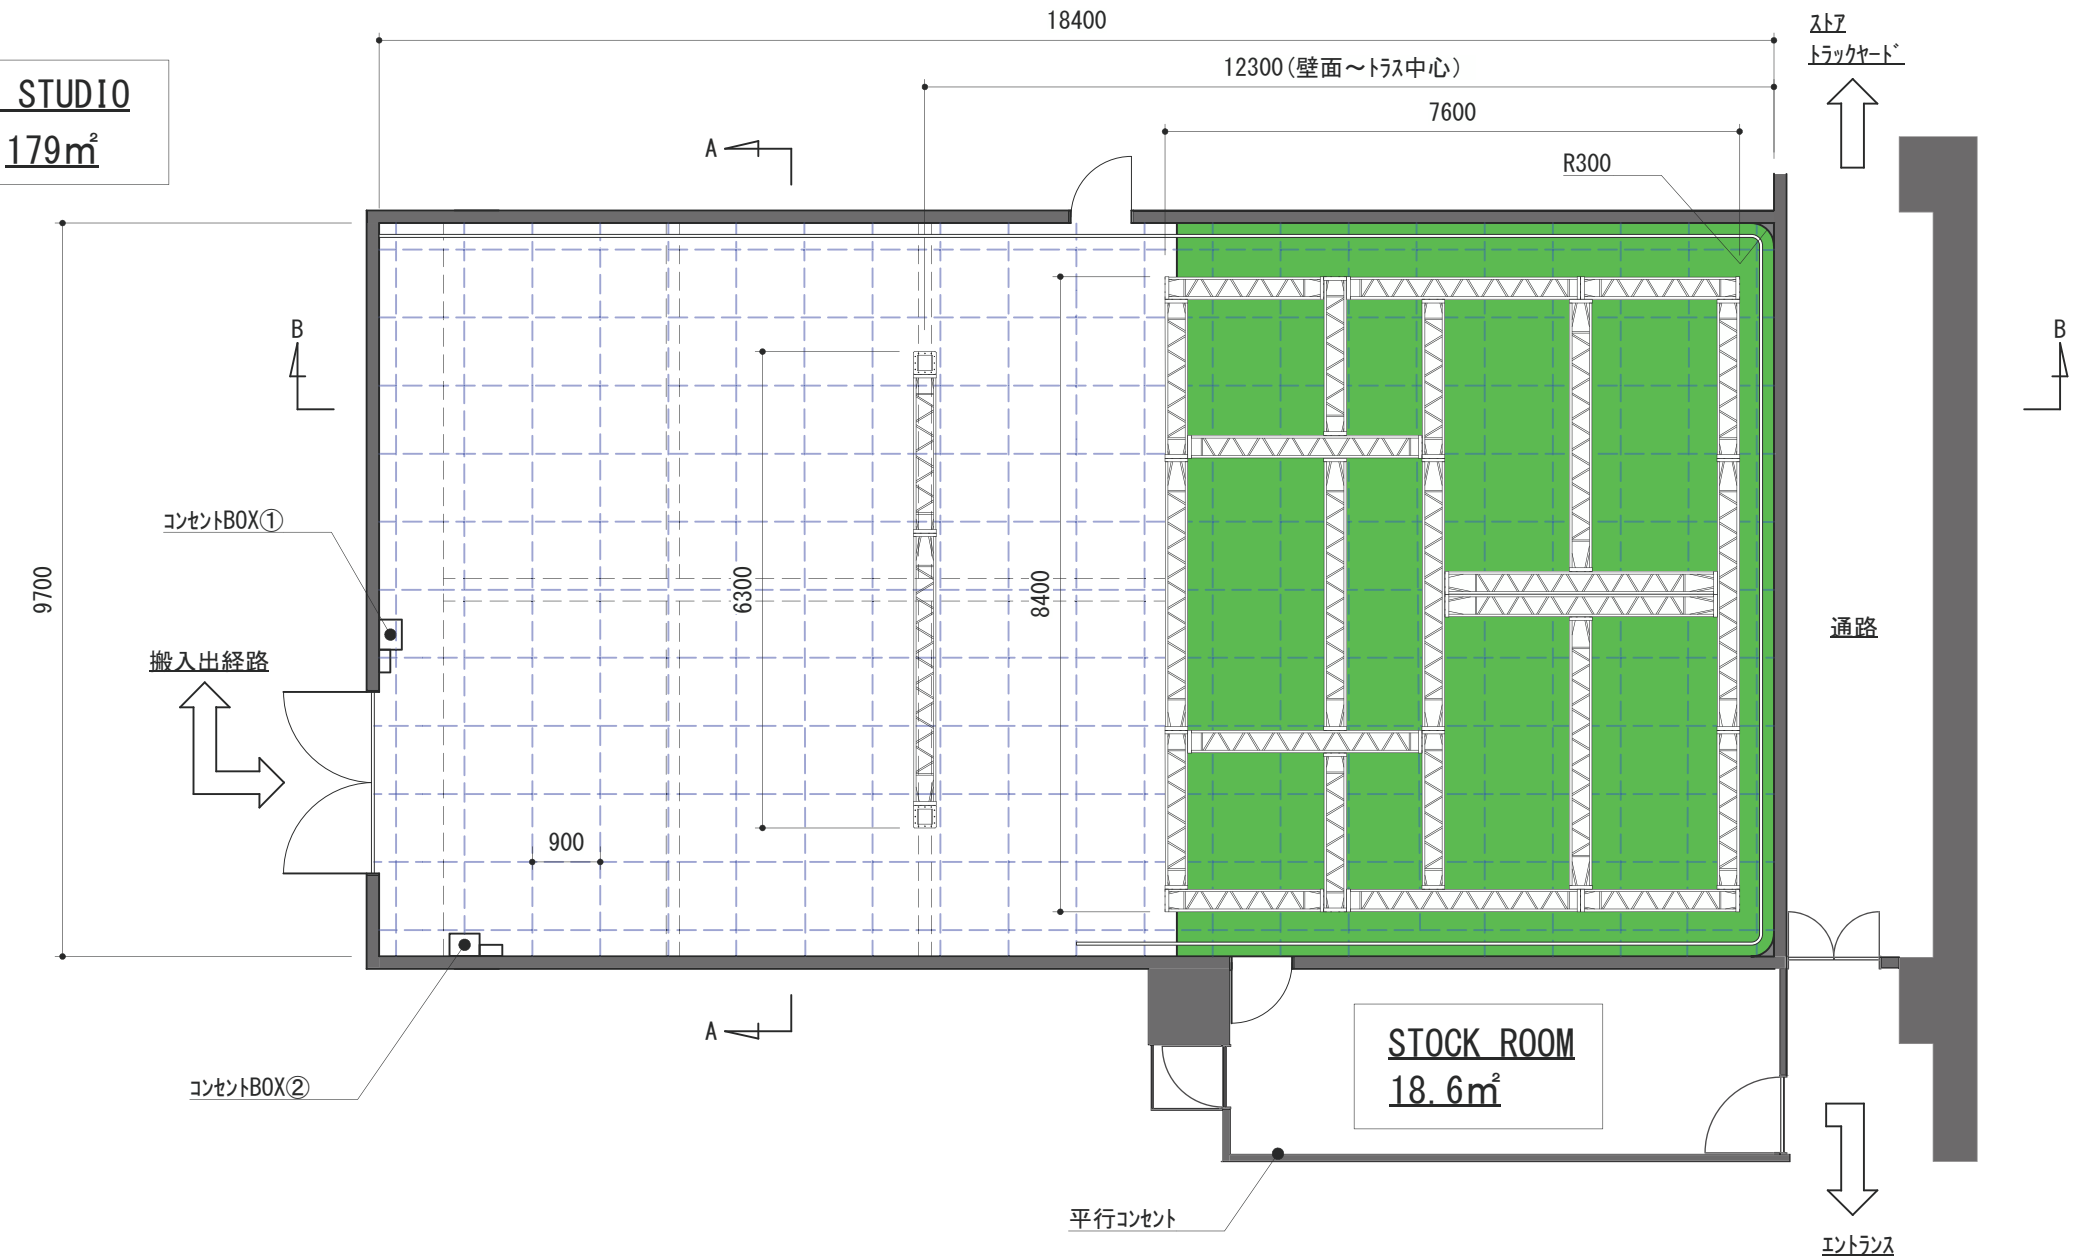 18400
ストア
トラックヤード
12300(壁面～トラス中心)
STUDIO
179㎡
7600
A
R300
B
B
コンセントBOX①
9700
6300
8400
通路
搬入出経路
900
A
STOCK ROOM
18.6㎡
コンセントBOX②
平行コンセント
エントランス